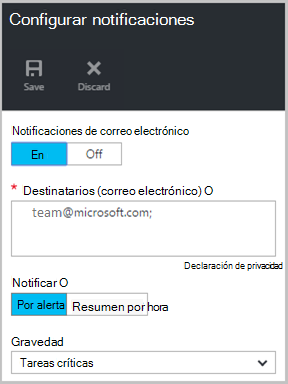 Configurar notificaciones
Save Discard
Notificaciones de correo electrónico
En Off
* Destinatarios (correo electrónico) O
team@microsoft.com;
Declaración de privacidad
Notificar O
Por alerta Resumen por hora
Gravedad
Tareas críticas